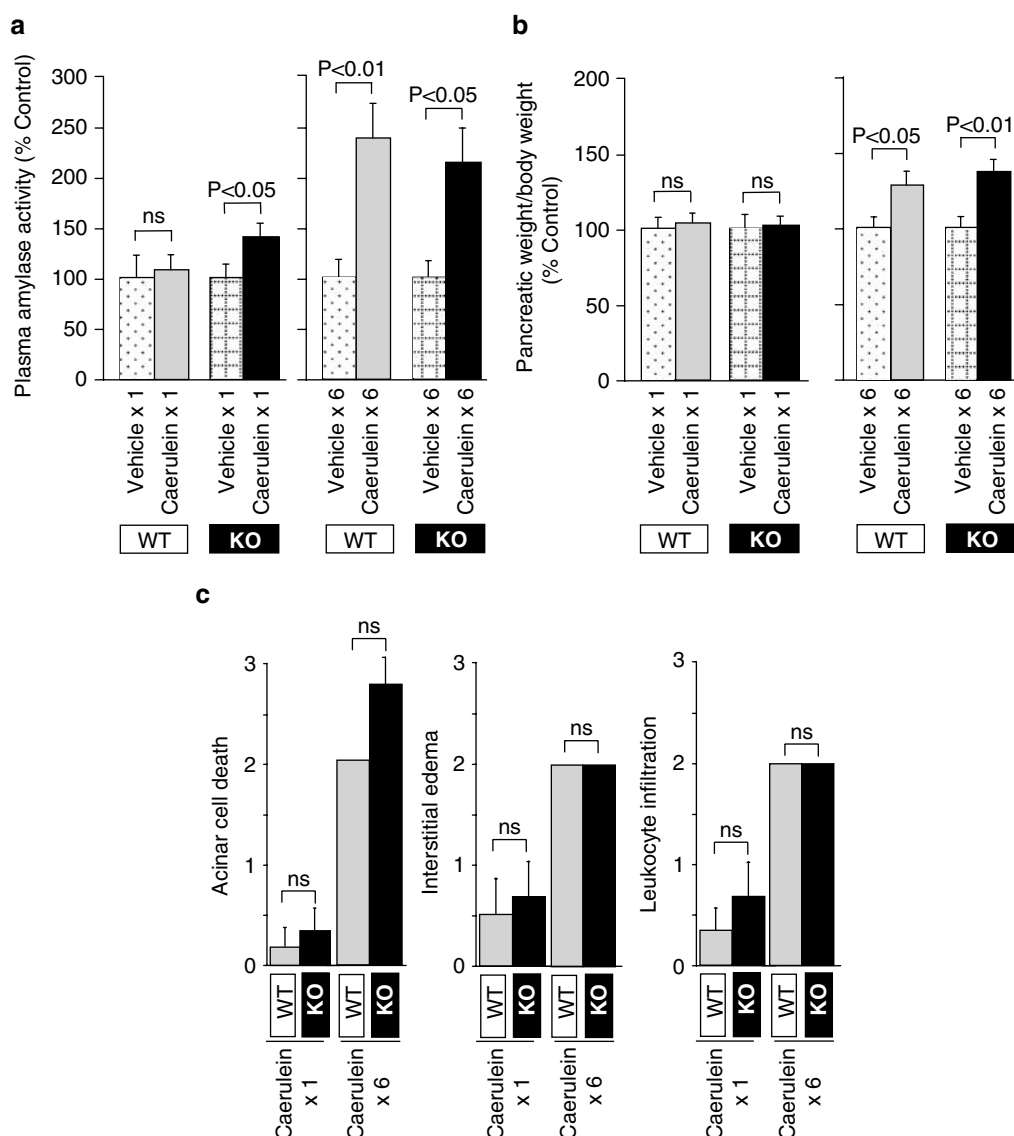 a
Plasma amylase activity (% Control)
300
250
200
150
100
50
0
ns
P<0.05
P<0.01
P<0.05
Vehicle x 1
Caerulein x 1
Vehicle x 1
Caerulein x 1
Vehicle x 6
Caerulein x 6
Vehicle x 6
Caerulein x 6
WT
KO
WT
KO
b
Pancreatic weight/body weight
(% Control)
200
150
100
50
0
ns
ns
P<0.05
P<0.01
Vehicle x 1
Caerulein x 1
Vehicle x 1
Caerulein x 1
Vehicle x 6
Caerulein x 6
Vehicle x 6
Caerulein x 6
WT
KO
WT
KO
c
Acinar cell death
3
2
1
0
ns
ns
WT
KO
WT
KO
Caerulein
x 1
Caerulein
x 6
Interstitial edema
3
2
1
0
ns
ns
WT
KO
WT
KO
Caerulein
x 1
Caerulein
x 6
Leukocyte infiltration
3
2
1
0
ns
ns
WT
KO
WT
KO
Caerulein
x 1
Caerulein
x 6